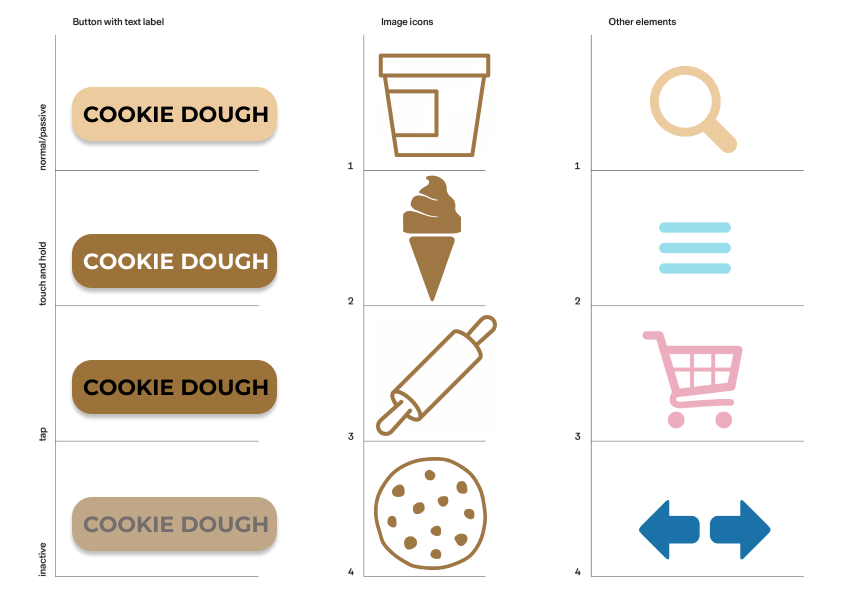 Button with text label
Image icons
Other elements
normal/passive
COOKIE DOUGH
1
1
touch and hold
COOKIE DOUGH
2
2
tap
COOKIE DOUGH
3
3
inactive
COOKIE DOUGH
4
4